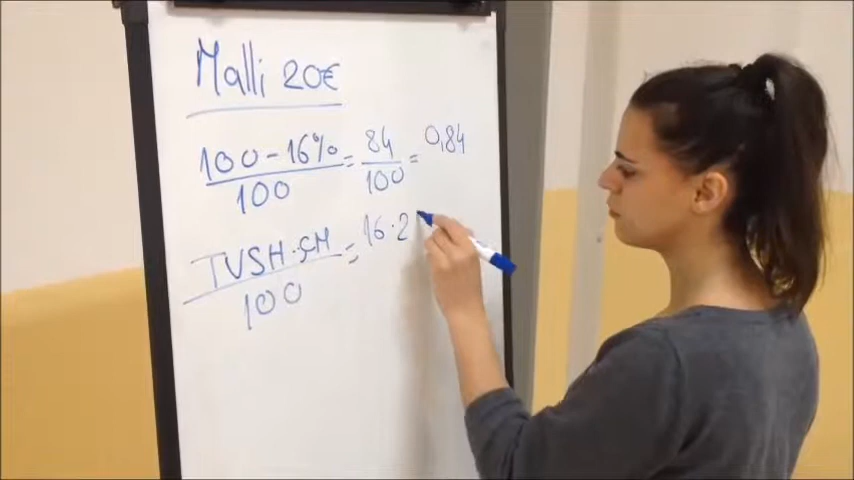 Malli 20€
100 - 16% / 100 = 84 / 100 = 0,84
TVSH · ÇM / 100 = 16 · 2